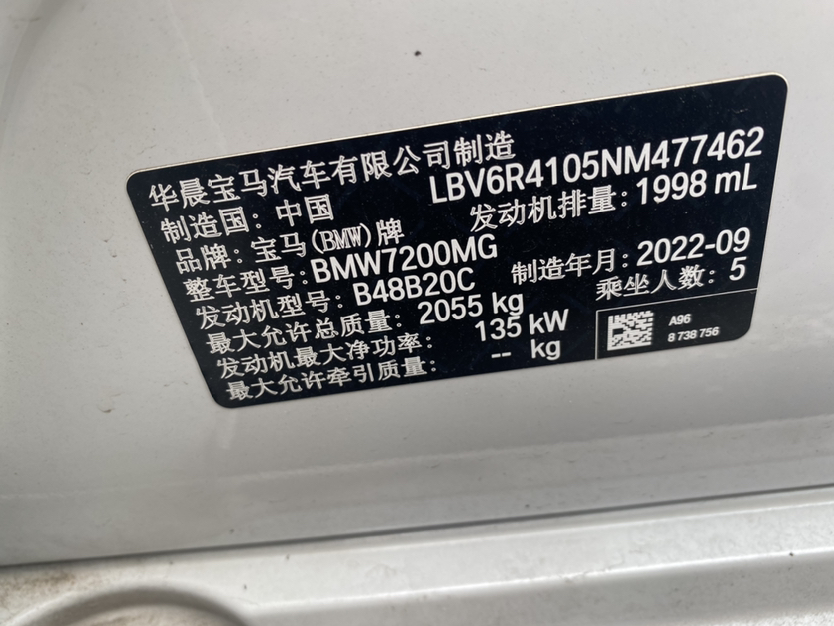 华晨宝马汽车有限公司制造
LBV6R4105NM477462
制造国: 中国
发动机排量: 1998 mL
品牌: 宝马(BMW)牌
整车型号: BMW7200MG
制造年月: 2022-09
发动机型号: B48B20C
乘坐人数: 5
最大允许总质量: 2055 kg
发动机最大净功率: 135 kW
最大允许牵引质量: -- kg
A96
8 738 756